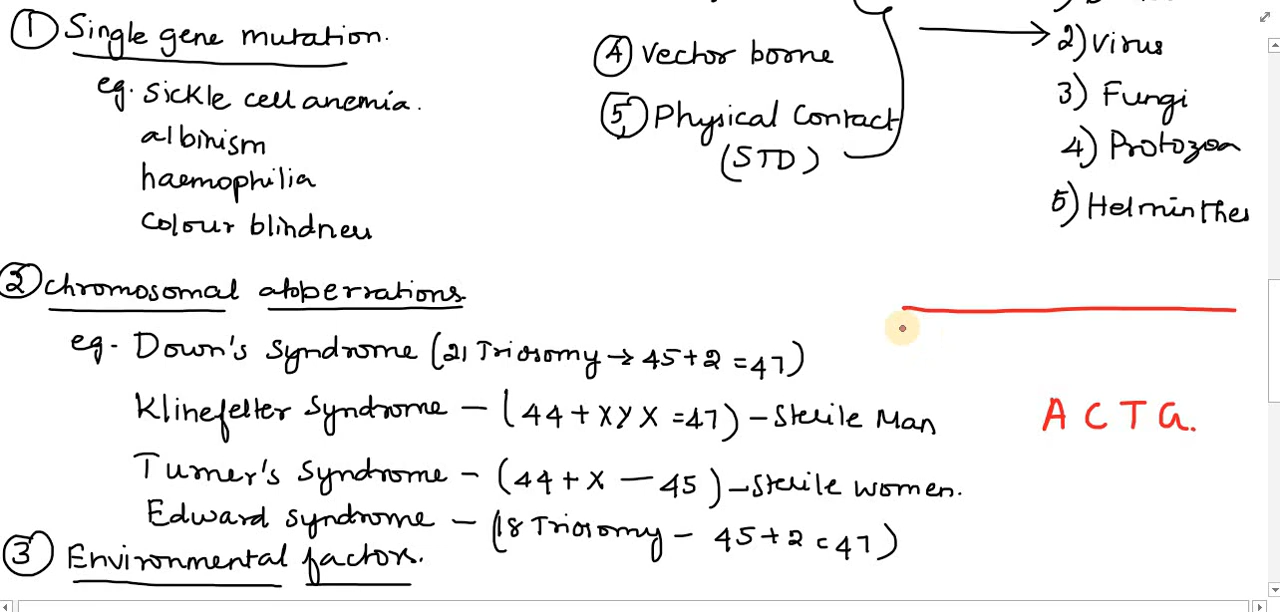 ① Single gene mutation.
eg. Sickle cell anemia.
albinism
haemophilia
Colour blindness
④ Vector borne
⑤ Physical Contact
(STD)
2) Virus
3) Fungi
4) Protozoa
5) Helminthes
② chromosomal abberrations
eg- Down's Syndrome (21 Triosomy → 45+2 = 47)
Klinefelter Syndrome – (44 + XYX = 47) – Sterile Man
Turner's Syndrome – (44 + X – 45) – Sterile women.
Edward Syndrome – (18 Triosomy – 45+2 = 47)
③ Environmental factors.
A C T G.